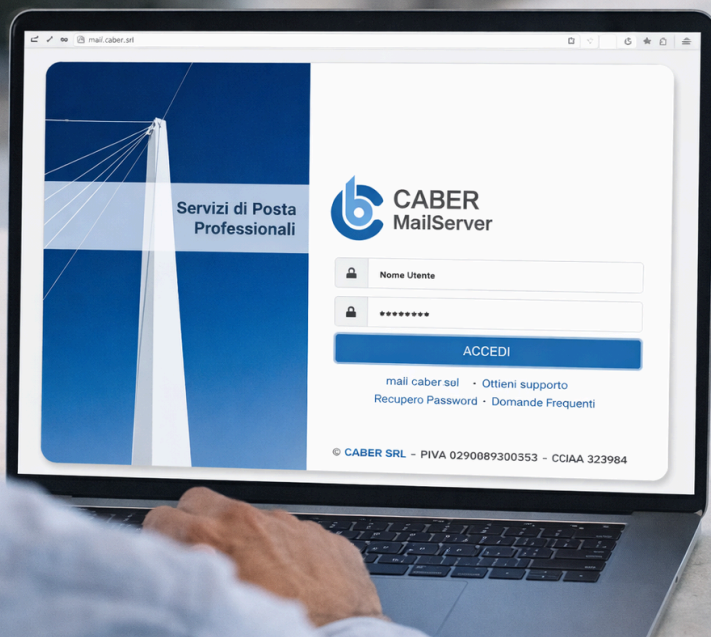 mail.caber.srl
Servizi di Posta
Professionali
CABER
MailServer
Nome Utente
********
ACCEDI
mail caber sul · Ottieni supporto
Recupero Password · Domande Frequenti
© CABER SRL – PIVA 0290089300353 – CCIAA 323984